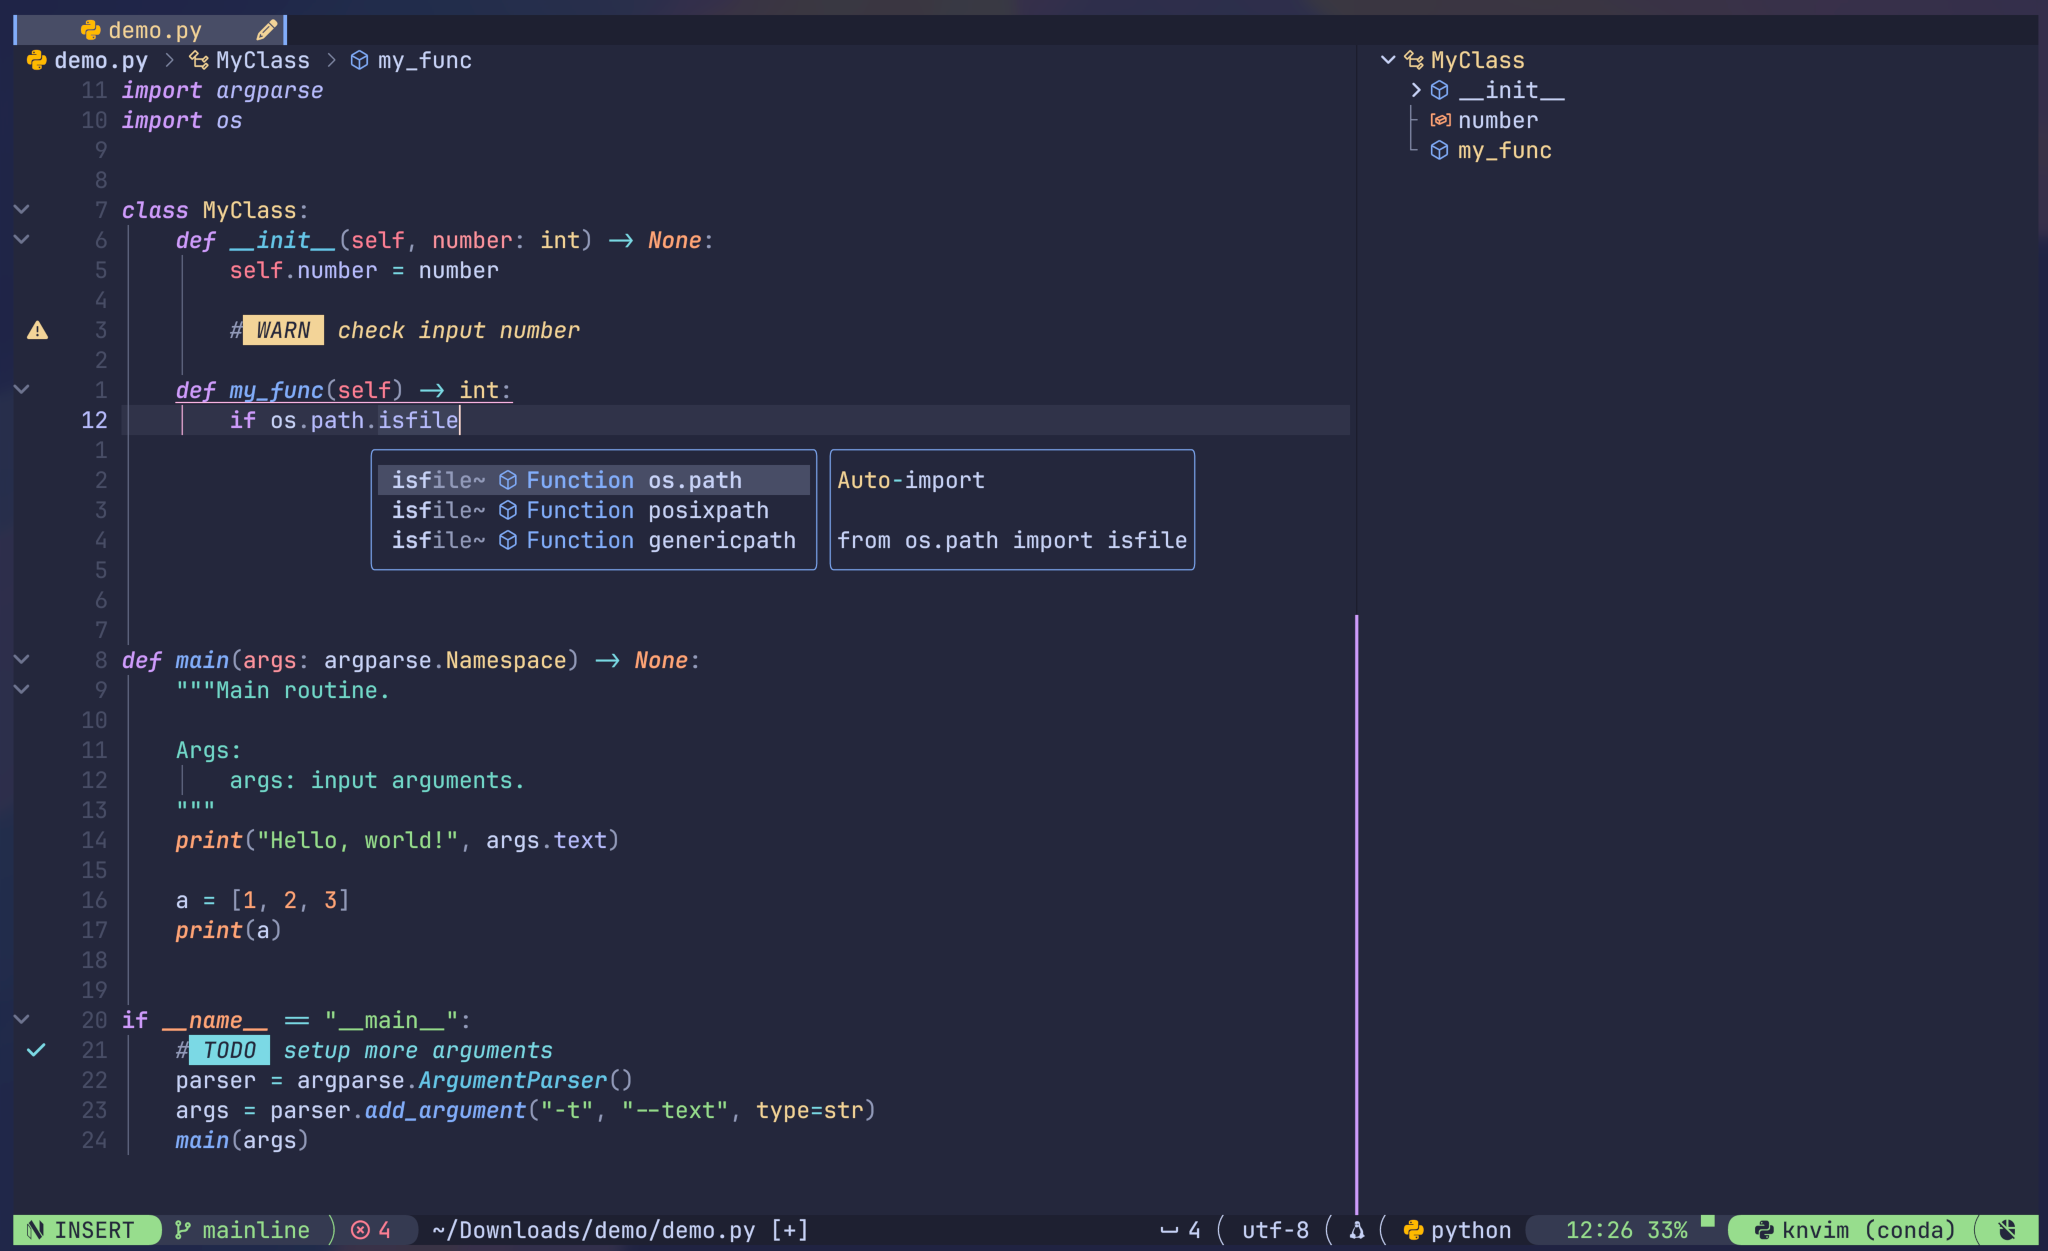 demo.py
demo.py > MyClass > my_func
11 import argparse
10 import os
9
8
7 class MyClass:
6     def __init__(self, number: int) -> None:
5         self.number = number
4
3         # WARN check input number
2
1     def my_func(self) -> int:
12         if os.path.isfile
1
2 isfile~ Function os.path
3 isfile~ Function posixpath
4 isfile~ Function genericpath
5
6
7
Auto-import
from os.path import isfile
8 def main(args: argparse.Namespace) -> None:
9     """Main routine.
10
11     Args:
12         args: input arguments.
13     """
14     print("Hello, world!", args.text)
15
16     a = [1, 2, 3]
17     print(a)
18
19
20 if __name__ == "__main__":
21     # TODO setup more arguments
22     parser = argparse.ArgumentParser()
23     args = parser.add_argument("-t", "--text", type=str)
24     main(args)
MyClass
__init__
number
my_func
INSERT mainline 4 ~/Downloads/demo/demo.py [+] 4 utf-8 python 12:26 33% knvim (conda)